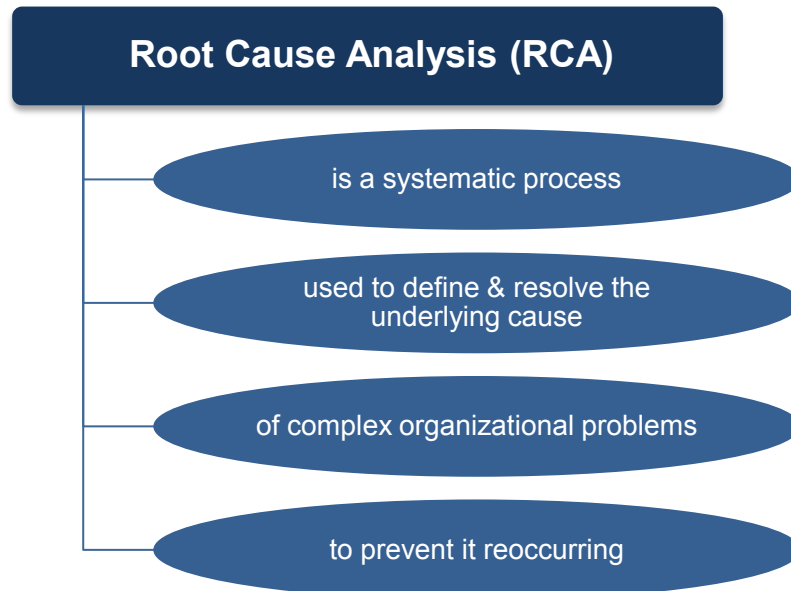 Root Cause Analysis (RCA)
is a systematic process
used to define & resolve the
underlying cause
of complex organizational problems
to prevent it reoccurring